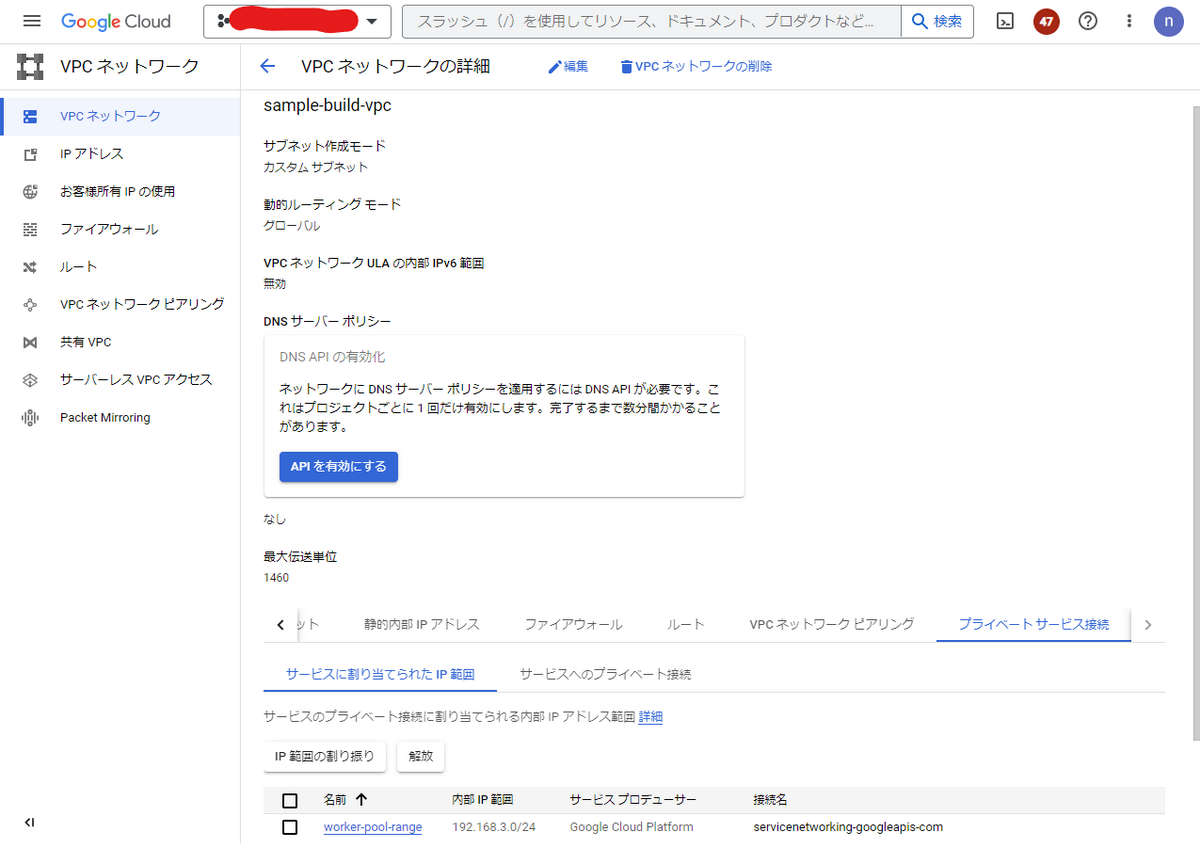 Google Cloud
スラッシュ（/）を使用してリソース、ドキュメント、プロダクトなど...
検索
47
n
VPC ネットワーク
VPC ネットワークの詳細
編集
VPC ネットワークの削除
VPC ネットワーク
IP アドレス
お客様所有 IP の使用
ファイアウォール
ルート
VPC ネットワーク ピアリング
共有 VPC
サーバーレス VPC アクセス
Packet Mirroring
sample-build-vpc
サブネット作成モード
カスタム サブネット
動的ルーティング モード
グローバル
VPC ネットワーク ULA の内部 IPv6 範囲
無効
DNS サーバー ポリシー
DNS API の有効化
ネットワークに DNS サーバー ポリシーを適用するには DNS API が必要です。こ
れはプロジェクトごとに 1 回だけ有効にします。完了するまで数分間かかること
があります。
API を有効にする
なし
最大伝送単位
1460
ット
静的内部 IP アドレス
ファイアウォール
ルート
VPC ネットワーク ピアリング
プライベート サービス接続
サービスに割り当てられた IP 範囲
サービスへのプライベート接続
サービスのプライベート接続に割り当てられる内部 IP アドレス範囲 詳細
IP 範囲の割り振り
解放
名前 内部 IP 範囲 サービス プロデューサー 接続名
worker-pool-range 192.168.3.0/24 Google Cloud Platform servicenetworking-googleapis-com